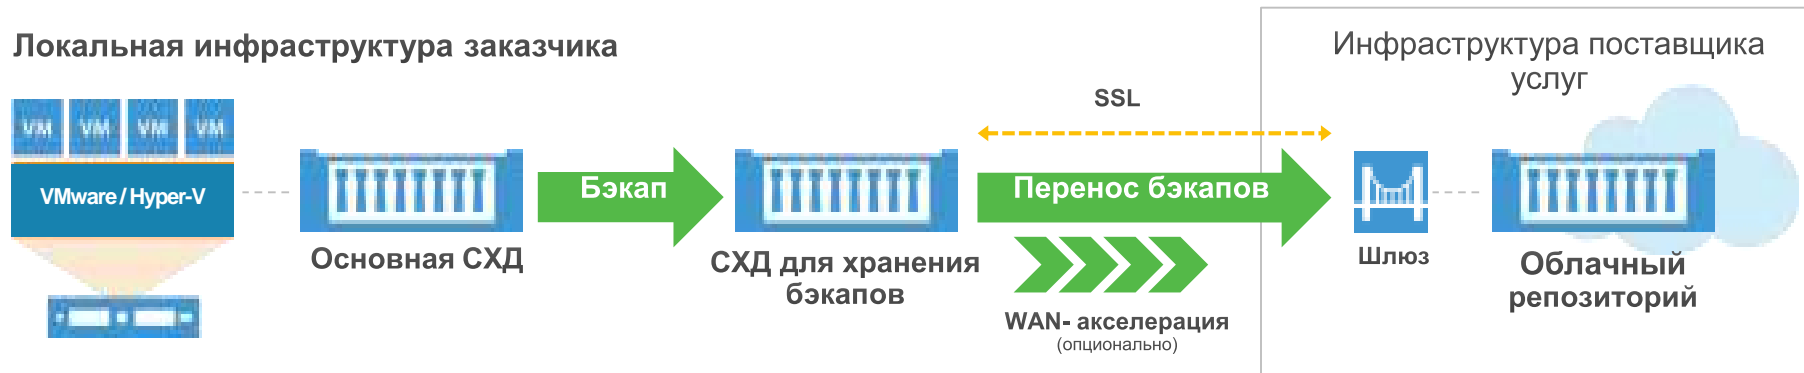 Локальная инфраструктура заказчика
Инфраструктура поставщика
услуг
SSL
VM VM VM VM
VMware / Hyper-V
Бэкап
Перенос бэкапов
Основная СХД
СХД для хранения
бэкапов
Шлюз
Облачный
репозиторий
WAN- акселерация
(опционально)